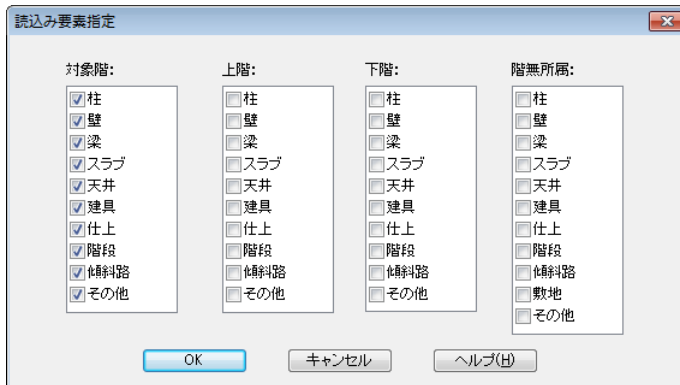 読込み要素指定
対象階:
柱
壁
梁
スラブ
天井
建具
仕上
階段
傾斜路
その他
上階:
柱
壁
梁
スラブ
天井
建具
仕上
階段
傾斜路
その他
下階:
柱
壁
梁
スラブ
天井
建具
仕上
階段
傾斜路
その他
階無所属:
柱
壁
梁
スラブ
天井
建具
仕上
階段
傾斜路
敷地
その他
OK
キャンセル
ヘルプ(H)